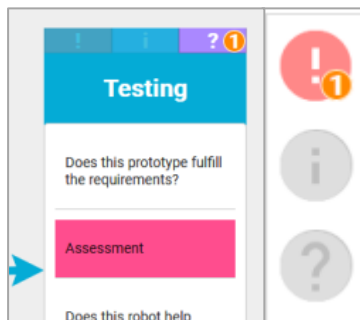 ! i ? 1
Testing
Does this prototype fulfill
the requirements?
Assessment
Does this robot help
!
1
i
?